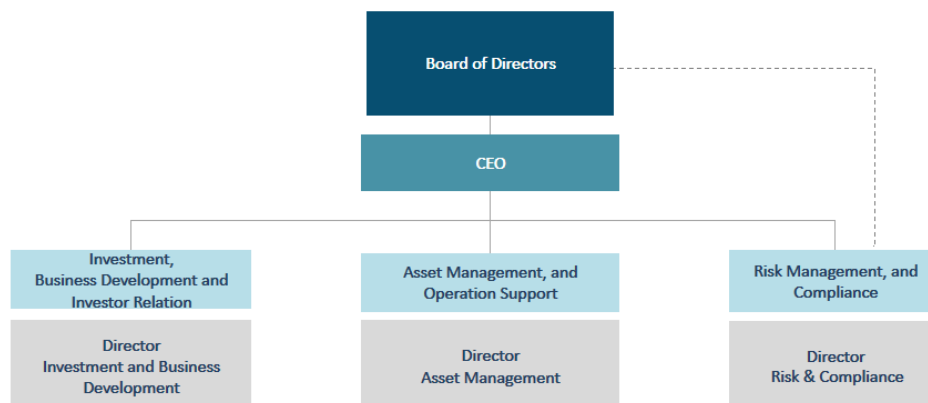 Board of Directors
CEO
Investment,
Business Development and
Investor Relation
Asset Management, and
Operation Support
Risk Management, and
Compliance
Director
Investment and Business
Development
Director
Asset Management
Director
Risk & Compliance